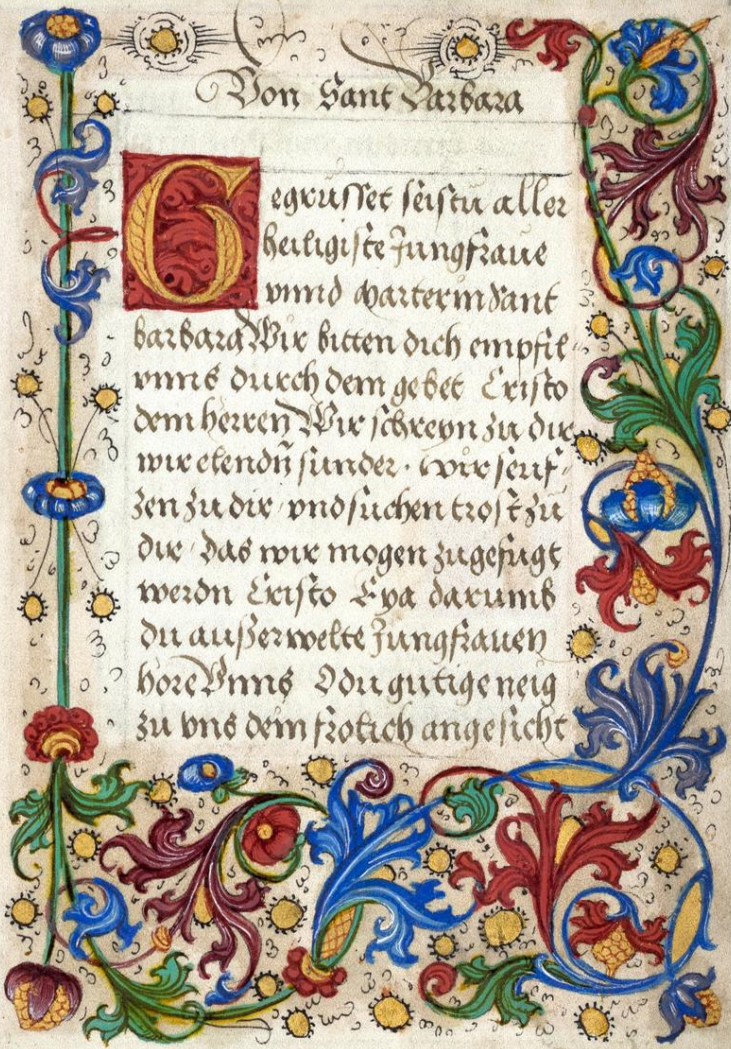 Von Sant Barbara
Gegrusset seistu aller
heiligiste Jungfraue
vnnd Marterin Sant
barbara Wir bitten dich empfil-
vnns durch dem gebet Cristo
dem herren Wir schreyn zu dir
wir elendn̄ sunder · wir seuf-
zen zu dir vnd suchen trost zu
dir das wir mogen zugefugt
werdn Cristo Eya darumb
du außerwelte Jungfrauen
hore Vnns O du gutige neig
zu vns dem frolich angesicht